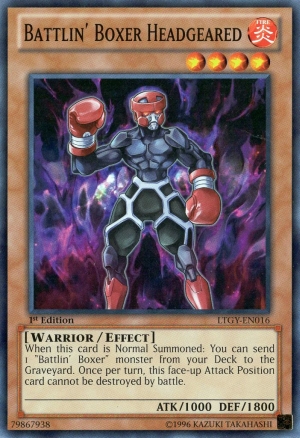 BATTLIN' BOXER HEADGEARED
FIRE
炎
1st Edition
LTGY-EN016
[WARRIOR / EFFECT]
When this card is Normal Summoned: You can send
1 "Battlin' Boxer" monster from your Deck to the
Graveyard. Once per turn, this face-up Attack Position
card cannot be destroyed by battle.
ATK/1000 DEF/1800
79867938
©1996 KAZUKI TAKAHASHI